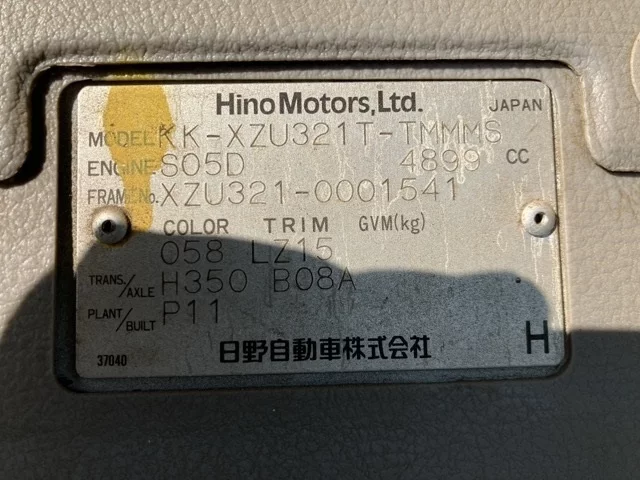 Hino Motors, Ltd. JAPAN
MODEL KK-XZU321T-TMMMS
ENGINE S05D 4899 CC
FRAME No. XZU321-0001541
COLOR TRIM GVM(kg)
058 LZ15
TRANS./AXLE H350 B08A
PLANT/BUILT P11
37040 日野自動車株式会社 H